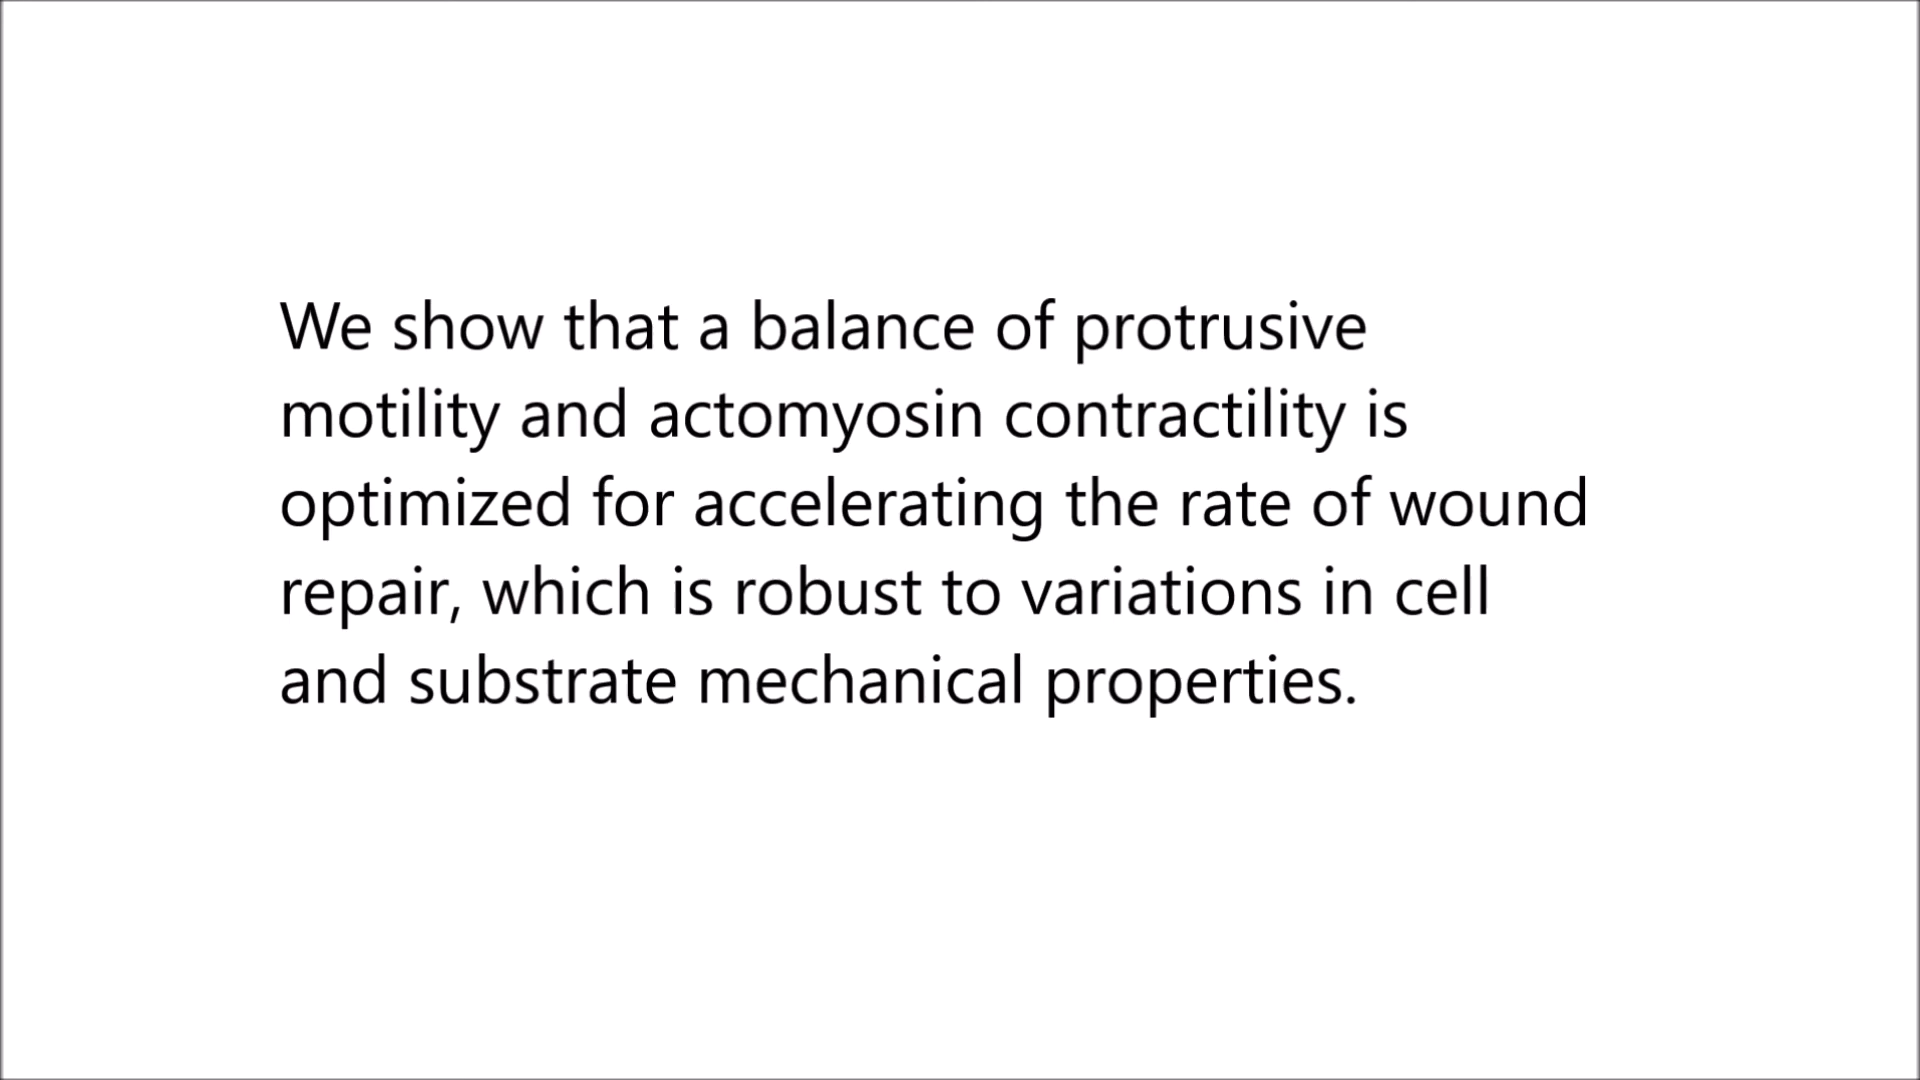 We show that a balance of protrusive
motility and actomyosin contractility is
optimized for accelerating the rate of wound
repair, which is robust to variations in cell
and substrate mechanical properties.